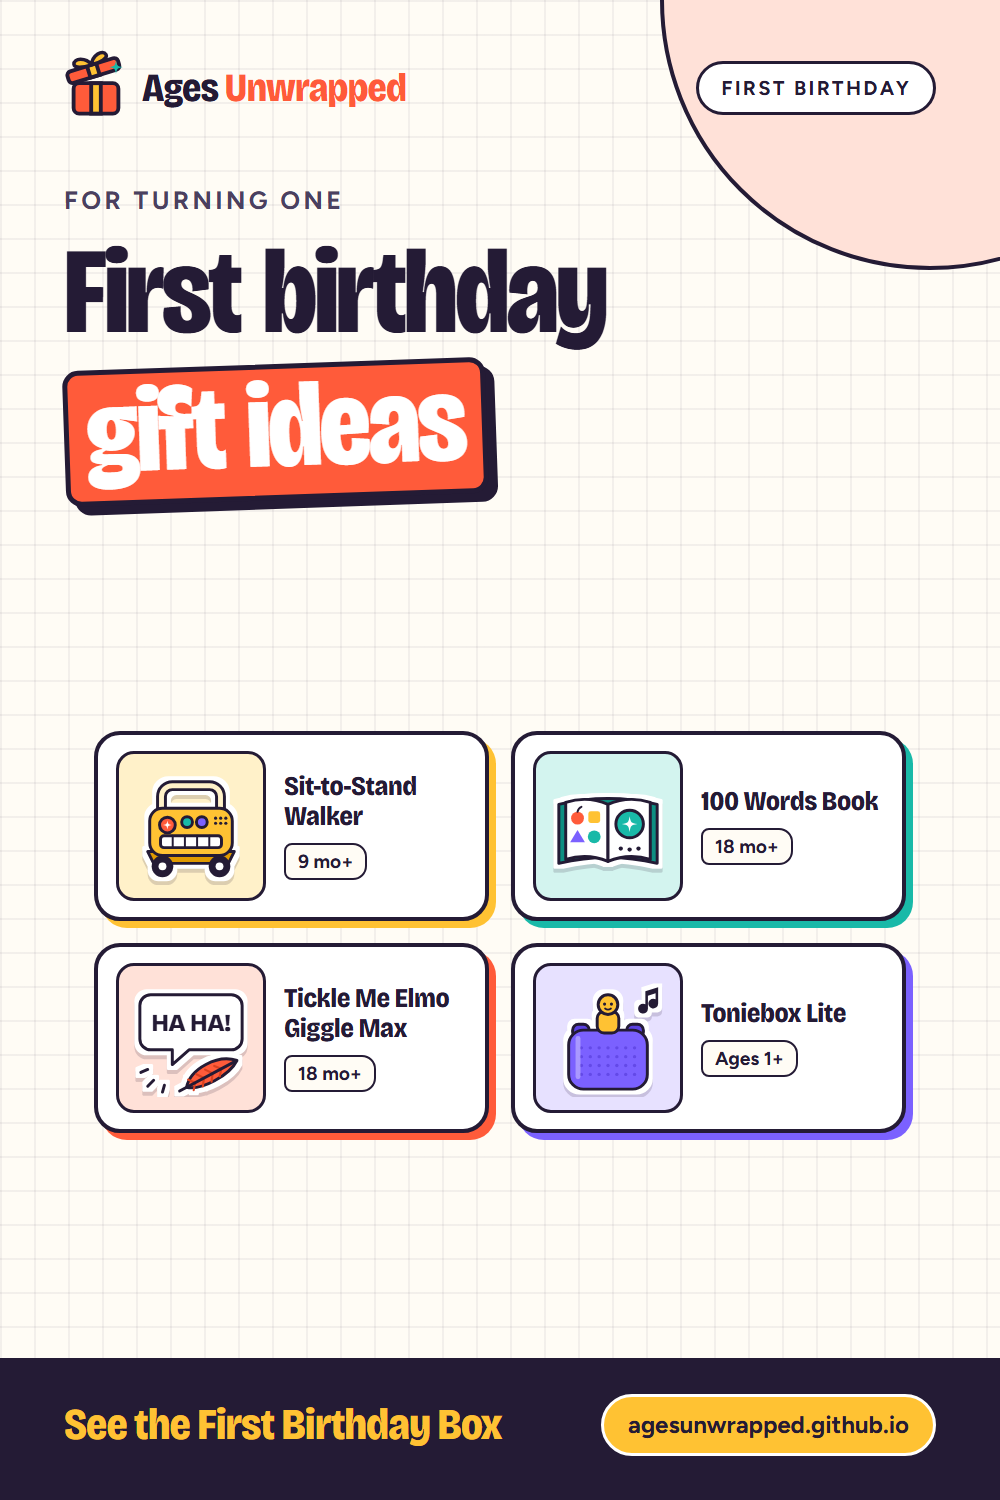 Ages Unwrapped
FIRST BIRTHDAY
FOR TURNING ONE
First birthday
gift ideas
Sit-to-Stand
Walker
9 mo+
100 Words Book
18 mo+
HA HA!
Tickle Me Elmo
Giggle Max
18 mo+
Toniebox Lite
Ages 1+
See the First Birthday Box
agesunwrapped.github.io